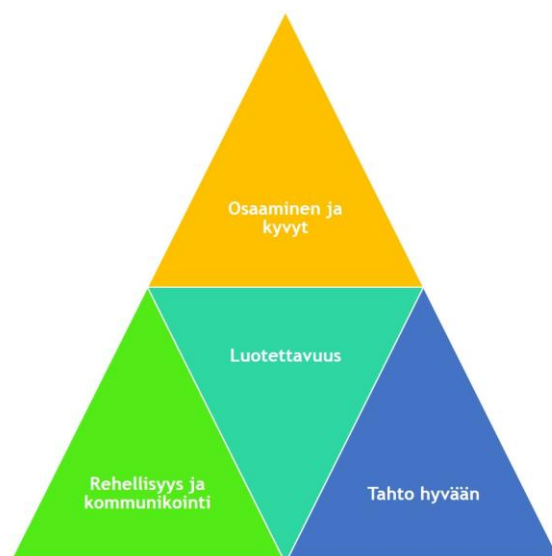 Osaaminen ja
kyvyt
Luotettavuus
Rehellisyys ja
kommunikointi
Tahto hyvään